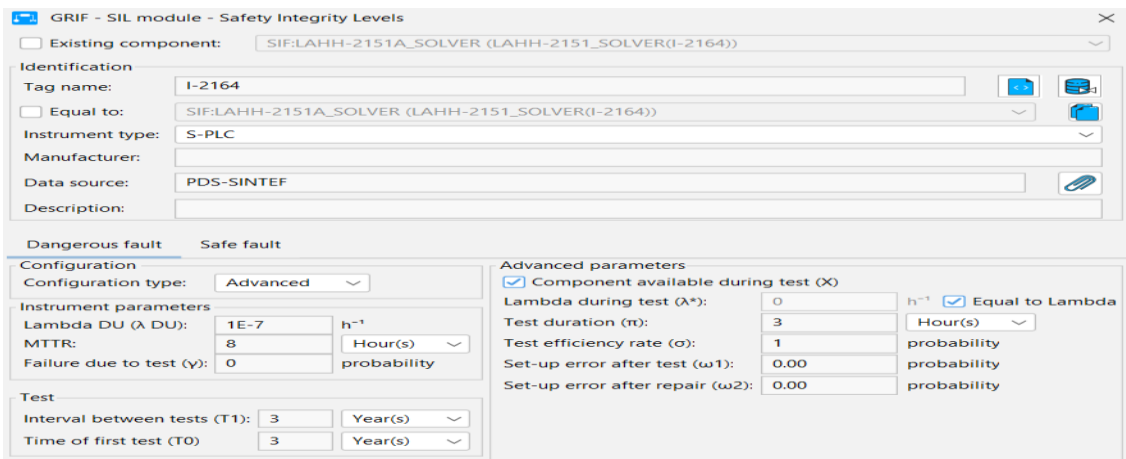 GRIF - SIL module - Safety Integrity Levels
Existing component: SIF:LAHH-2151A_SOLVER (LAHH-2151_SOLVER(I-2164))
Identification
Tag name: I-2164
Equal to: SIF:LAHH-2151A_SOLVER (LAHH-2151_SOLVER(I-2164))
Instrument type: S-PLC
Manufacturer:
Data source: PDS-SINTEF
Description:
Dangerous fault Safe fault
Configuration
Configuration type: Advanced
Instrument parameters
Lambda DU (λ DU): 1E-7 h⁻¹
MTTR: 8 Hour(s)
Failure due to test (γ): 0 probability
Test
Interval between tests (T1): 3 Year(s)
Time of first test (T0) 3 Year(s)
Advanced parameters
Component available during test (X)
Lambda during test (λ*): 0 h⁻¹ Equal to Lambda
Test duration (π): 3 Hour(s)
Test efficiency rate (σ): 1 probability
Set-up error after test (ω1): 0.00 probability
Set-up error after repair (ω2): 0.00 probability